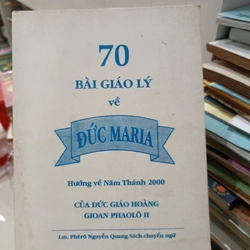 70
BÀI GIÁO LÝ
về
ĐỨC MARIA
Hướng về Năm Thánh 2000
CỦA ĐỨC GIÁO HOÀNG
GIOAN PHAOLÔ II
Lm. Phêrô Nguyễn Quang Sách chuyển ngữ